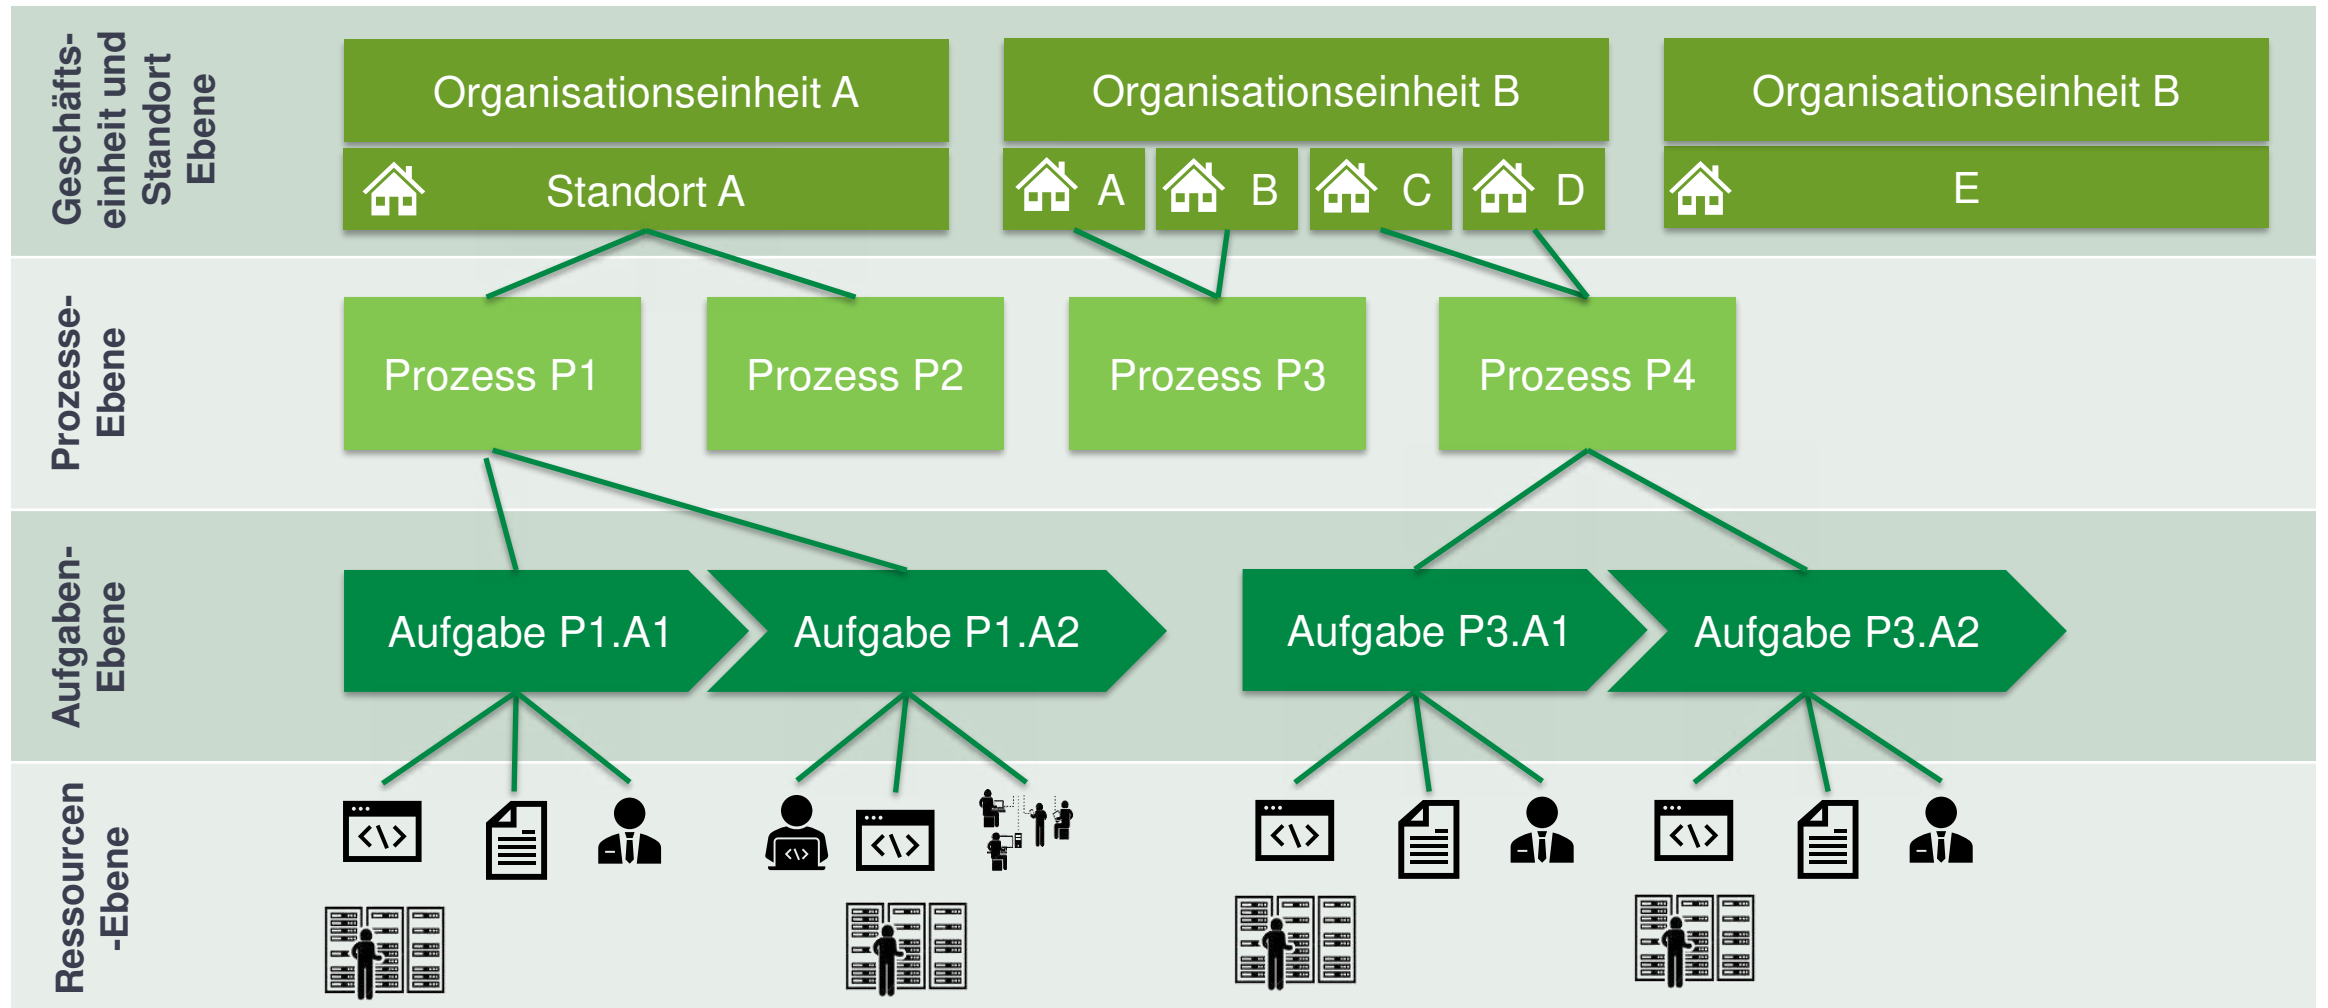 Geschäfts-
einheit und
Standort
Ebene
Organisationseinheit A
Organisationseinheit B
Organisationseinheit B
Standort A
A
B
C
D
E
Prozesse-
Ebene
Prozess P1
Prozess P2
Prozess P3
Prozess P4
Aufgaben-
Ebene
Aufgabe P1.A1
Aufgabe P1.A2
Aufgabe P3.A1
Aufgabe P3.A2
Ressourcen
-Ebene